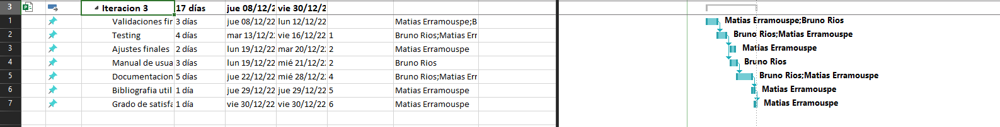 3 Iteracion 3 17 días jue 08/12/2 vie 30/12/2
1 Validaciones fir 3 días jue 08/12/22 lun 12/12/22 Matias Erramouspe;B Matias Erramouspe;Bruno Rios
2 Testing 4 días mar 13/12/22 vie 16/12/22 1 Bruno Rios;Matias Err Bruno Rios;Matias Erramouspe
3 Ajustes finales 2 días lun 19/12/22 mar 20/12/22 2 Matias Erramouspe Matias Erramouspe
4 Manual de usua 3 días lun 19/12/22 mié 21/12/22 2 Bruno Rios Bruno Rios
5 Documentacion 5 días jue 22/12/22 mié 28/12/22 4 Bruno Rios;Matias Err Bruno Rios;Matias Erramouspe
6 Bibliografia util 1 día jue 29/12/22 jue 29/12/22 5 Matias Erramouspe Matias Erramouspe
7 Grado de satisfa 1 día vie 30/12/22 vie 30/12/22 6 Matias Erramouspe Matias Erramouspe